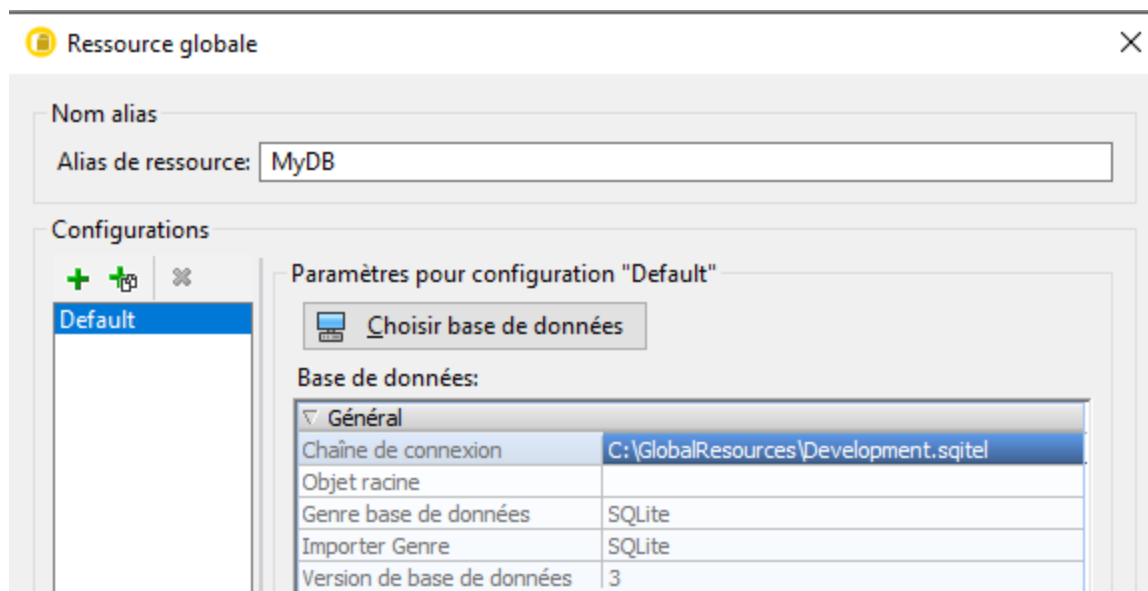 Ressource globale
Nom alias
Alias de ressource: MyDB
Configurations
Paramètres pour configuration "Default"
Default
Choisir base de données
Base de données:
Général
Chaîne de connexion C:\GlobalResources\Development.sqitel
Objet racine
Genre base de données SQLite
Importer Genre SQLite
Version de base de données 3